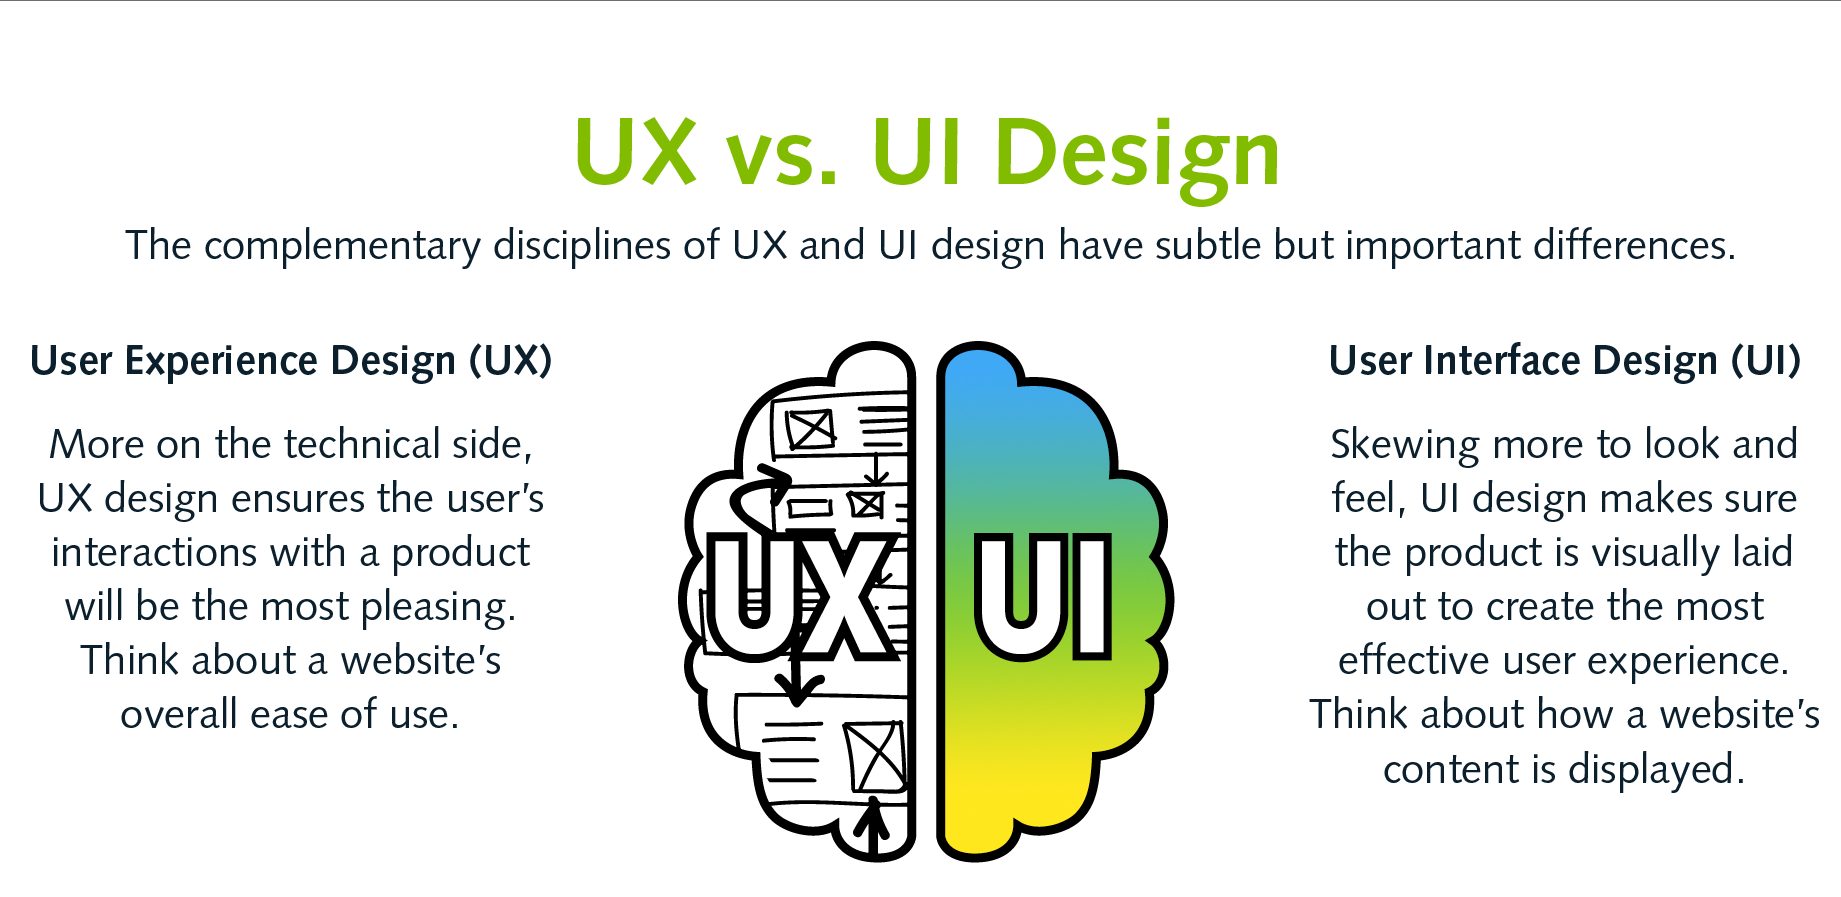 UX vs. UI Design
The complementary disciplines of UX and UI design have subtle but important differences.
User Experience Design (UX)
More on the technical side,
UX design ensures the user’s
interactions with a product
will be the most pleasing.
Think about a website’s
overall ease of use.
UX
UI
User Interface Design (UI)
Skewing more to look and
feel, UI design makes sure
the product is visually laid
out to create the most
effective user experience.
Think about how a website’s
content is displayed.